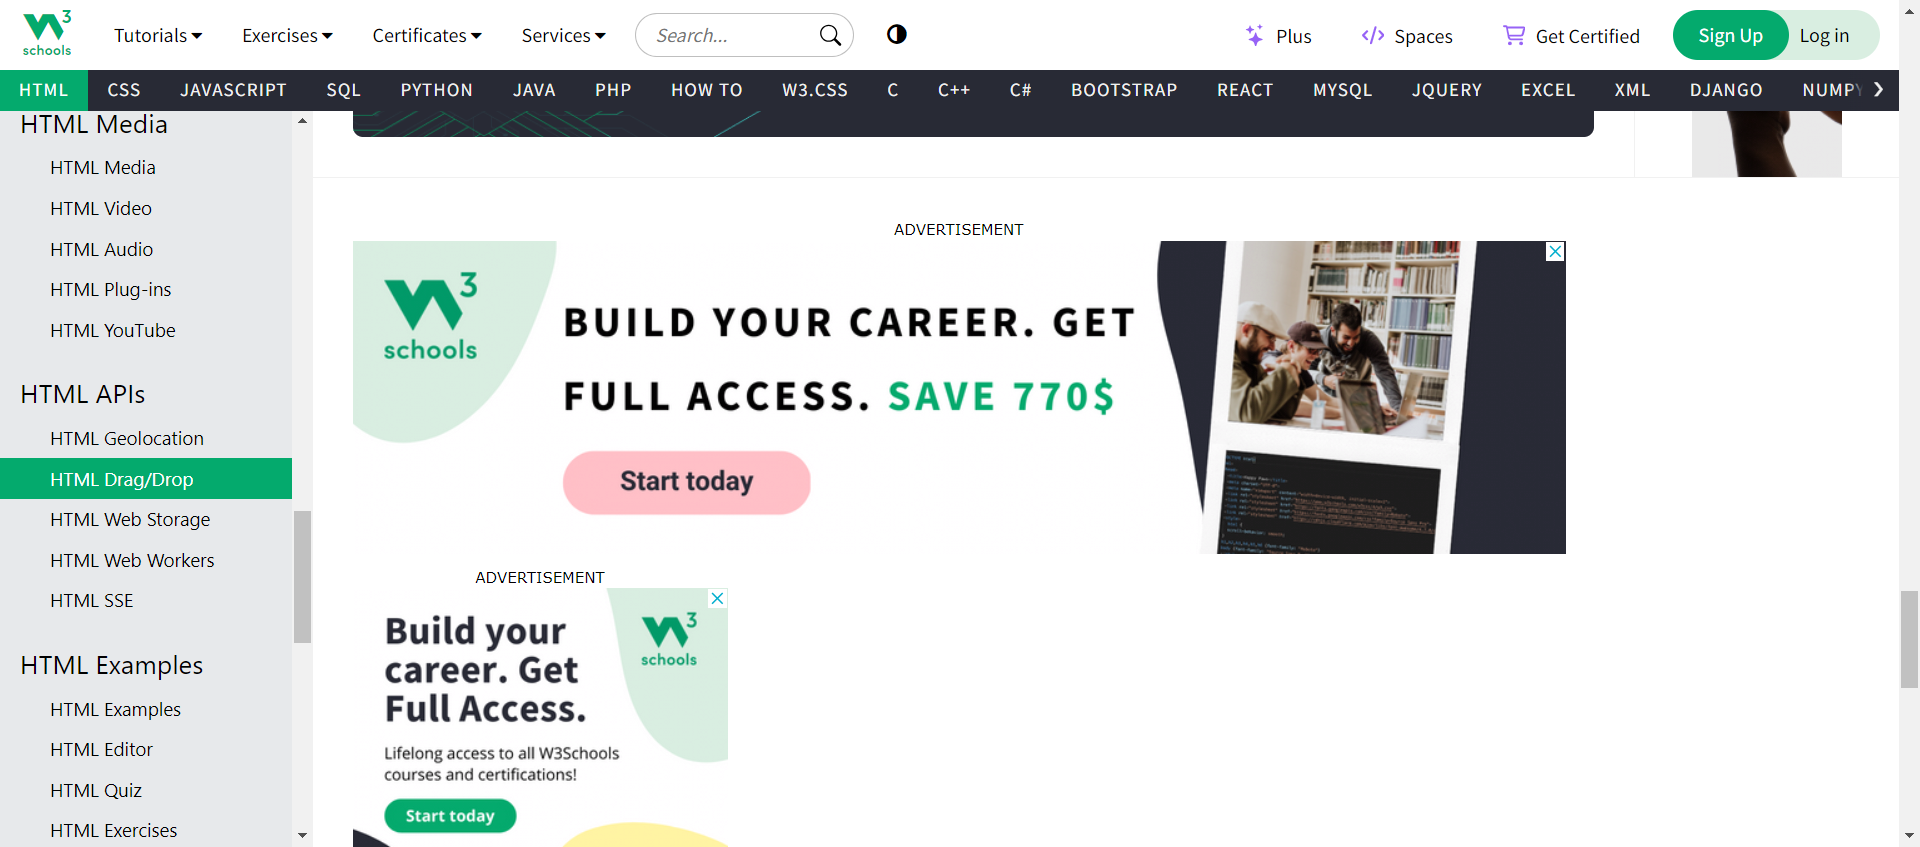 W3 schools
Tutorials Exercises Certificates Services Search... Plus Spaces Get Certified Sign Up Log in
HTML CSS JAVASCRIPT SQL PYTHON JAVA PHP HOW TO W3.CSS C C++ C# BOOTSTRAP REACT MYSQL JQUERY EXCEL XML DJANGO NUMPY
HTML Media
HTML Media
HTML Video
HTML Audio
HTML Plug-ins
HTML YouTube
HTML APIs
HTML Geolocation
HTML Drag/Drop
HTML Web Storage
HTML Web Workers
HTML SSE
HTML Examples
HTML Examples
HTML Editor
HTML Quiz
HTML Exercises
ADVERTISEMENT
W3 schools
BUILD YOUR CAREER. GET
FULL ACCESS. SAVE 770$
Start today
ADVERTISEMENT
Build your
career. Get
Full Access.
W3 schools
Lifelong access to all W3Schools
courses and certifications!
Start today